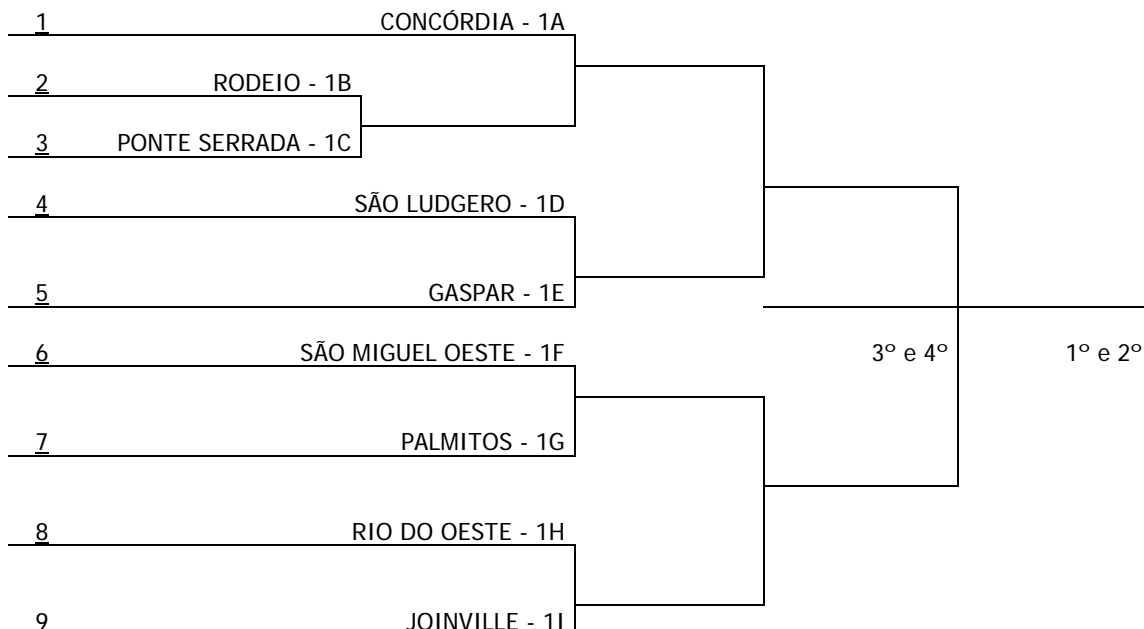 1 CONCÓRDIA - 1A
2 RODEIO - 1B
3 PONTE SERRADA - 1C
4 SÃO LUDGERO - 1D
5 GASPAR - 1E
6 SÃO MIGUEL OESTE - 1F
3º e 4º
1º e 2º
7 PALMITOS - 1G
8 RIO DO OESTE - 1H
9 JOINVILLE - 1I